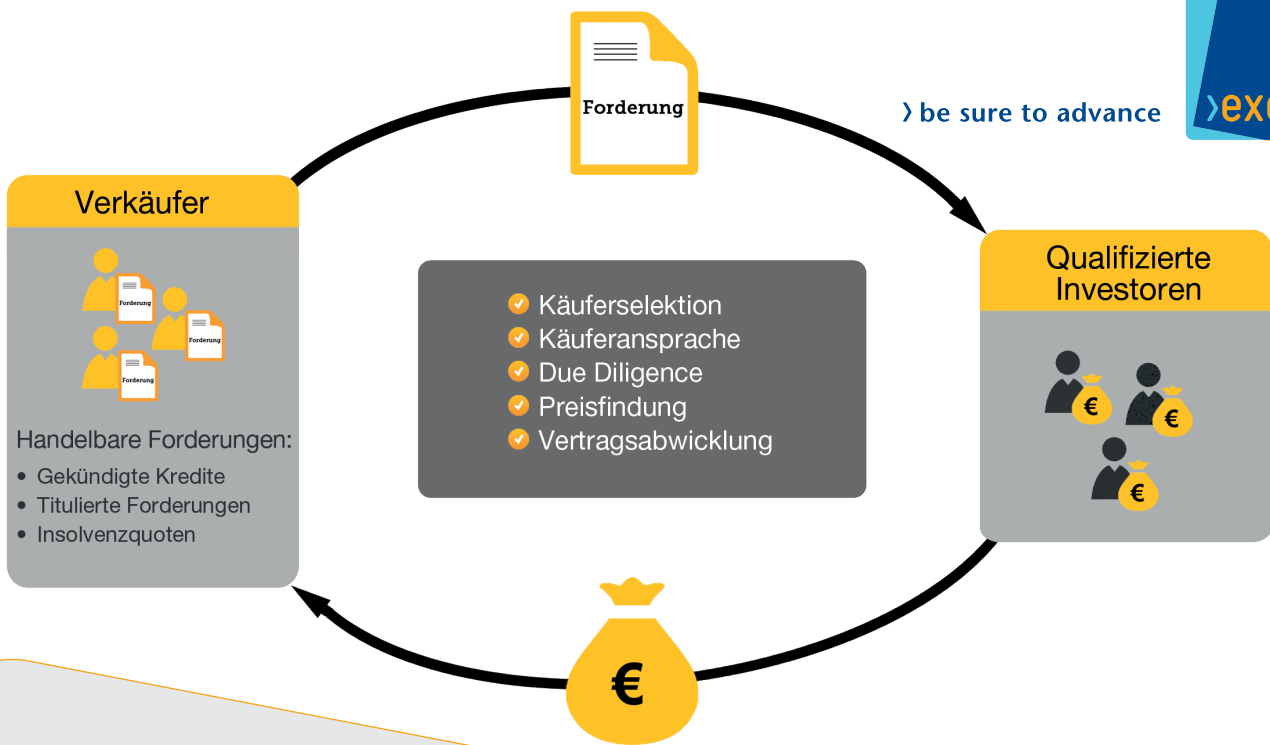 Forderung
› be sure to advance
Verkäufer
Forderung
Forderung
Forderung
Handelbare Forderungen:
• Gekündigte Kredite
• Titulierte Forderungen
• Insolvenzquoten
Käuferselektion
Käuferansprache
Due Diligence
Preisfindung
Vertragsabwicklung
Qualifizierte
Investoren
€
€
€
€